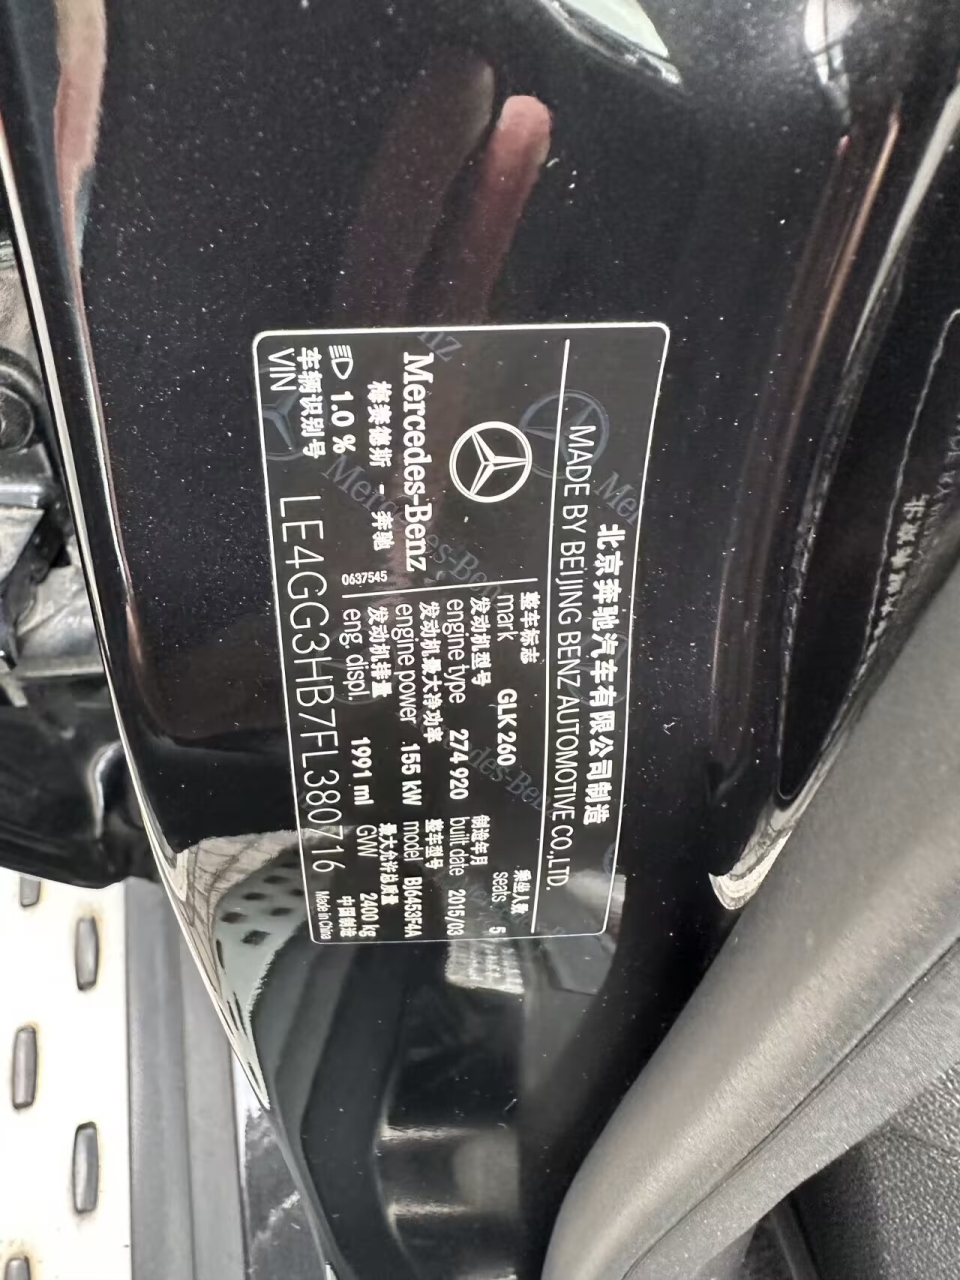 北京奔驰汽车有限公司制造
MADE BY BEIJING BENZ AUTOMOTIVE CO.,LTD.
Mercedes-Benz
梅赛德斯 - 奔驰
1.0 %
0637545
整车标志
mark GLK 260
乘坐人数
seats 5
发动机型号
engine type 274 920
制造年月
built date 2015/03
发动机最大净功率
engine power 155 kW
整车型号
model BJ6453F4A
发动机排量
eng. displ. 1991 ml
最大允许总质量
GVW 2400 kg
车辆识别号
VIN LE4GG3HB7FL380716
中国制造
Made in China